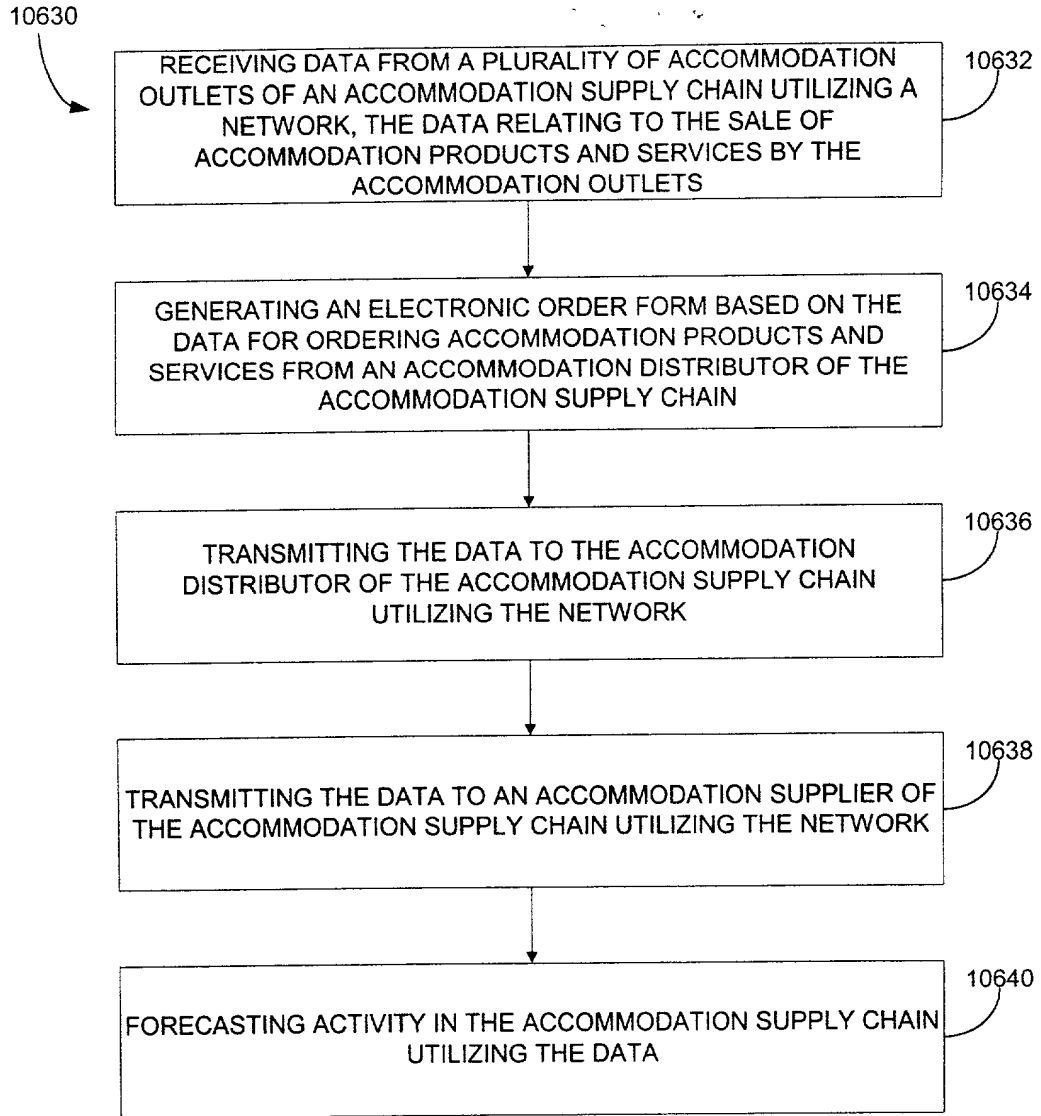 10630
RECEIVING DATA FROM A PLURALITY OF ACCOMMODATION
OUTLETS OF AN ACCOMMODATION SUPPLY CHAIN UTILIZING A
NETWORK, THE DATA RELATING TO THE SALE OF
ACCOMMODATION PRODUCTS AND SERVICES BY THE
ACCOMMODATION OUTLETS
10632
GENERATING AN ELECTRONIC ORDER FORM BASED ON THE
DATA FOR ORDERING ACCOMMODATION PRODUCTS AND
SERVICES FROM AN ACCOMMODATION DISTRIBUTOR OF THE
ACCOMMODATION SUPPLY CHAIN
10634
TRANSMITTING THE DATA TO THE ACCOMMODATION
DISTRIBUTOR OF THE ACCOMMODATION SUPPLY CHAIN
UTILIZING THE NETWORK
10636
TRANSMITTING THE DATA TO AN ACCOMMODATION SUPPLIER OF
THE ACCOMMODATION SUPPLY CHAIN UTILIZING THE NETWORK
10638
FORECASTING ACTIVITY IN THE ACCOMMODATION SUPPLY CHAIN
UTILIZING THE DATA
10640